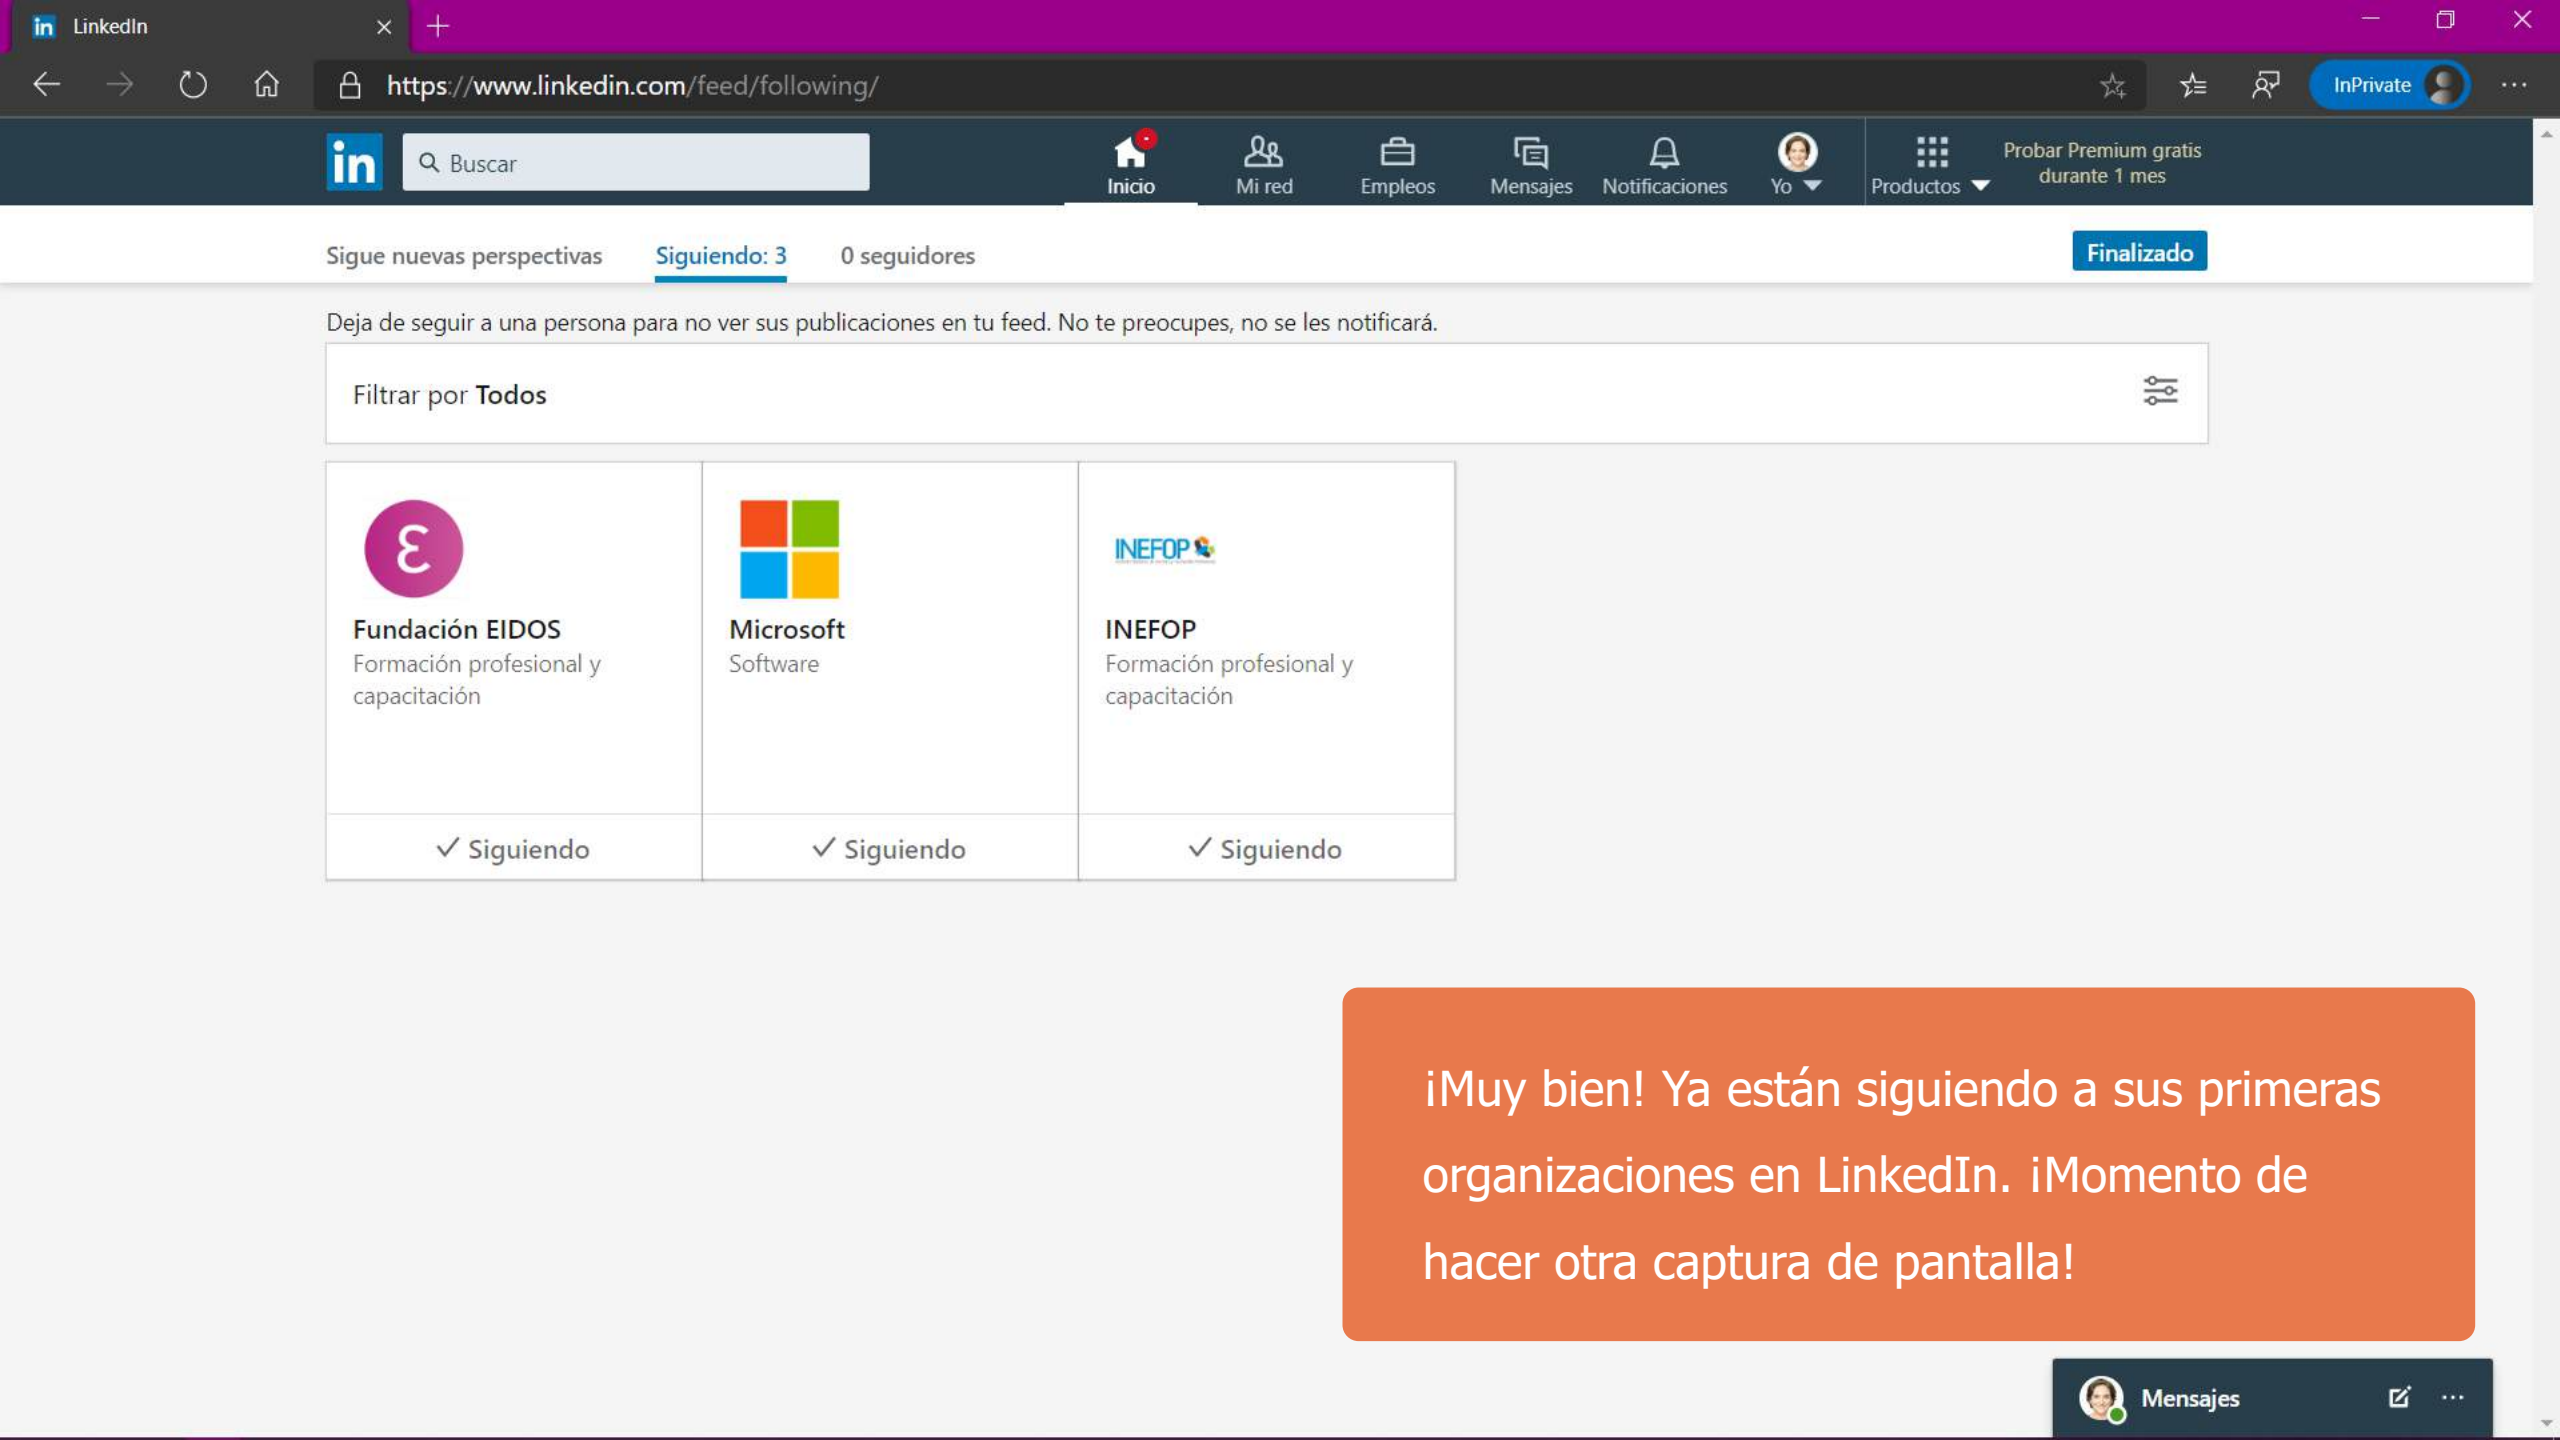 in LinkedIn
https://www.linkedin.com/feed/following/
InPrivate
in
Buscar
Inicio
Mi red
Empleos
Mensajes
Notificaciones
Yo
Productos
Probar Premium gratis
durante 1 mes
Sigue nuevas perspectivas
Siguiendo: 3
0 seguidores
Finalizado
Deja de seguir a una persona para no ver sus publicaciones en tu feed. No te preocupes, no se les notificará.
Filtrar por Todos
INEFOP
Fundación EIDOS
Formación profesional y
capacitación
Siguiendo
Microsoft
Software
Siguiendo
INEFOP
Formación profesional y
capacitación
Siguiendo
¡Muy bien! Ya están siguiendo a sus primeras
organizaciones en LinkedIn. ¡Momento de
hacer otra captura de pantalla!
Mensajes